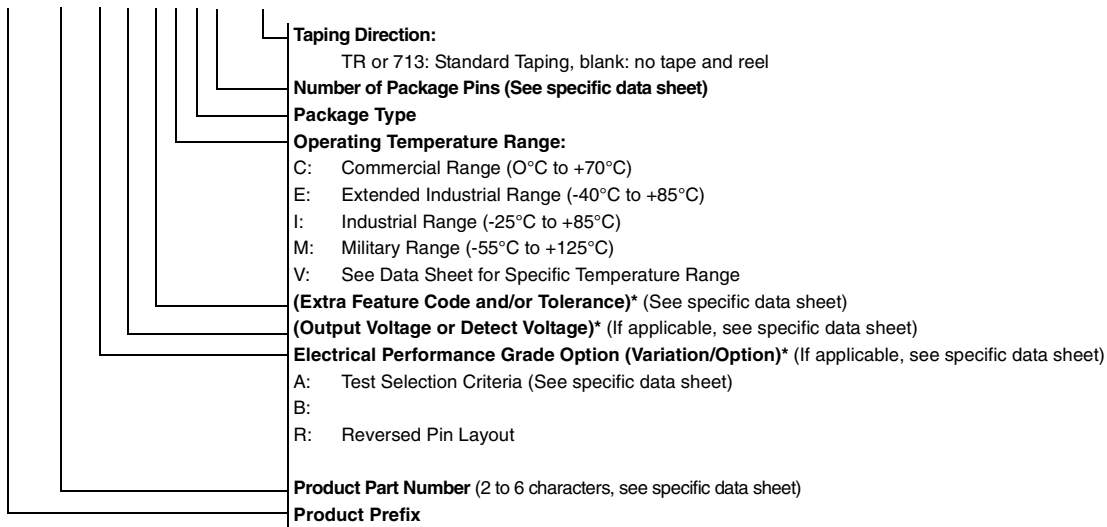 Taping Direction:
TR or 713: Standard Taping, blank: no tape and reel
Number of Package Pins (See specific data sheet)
Package Type
Operating Temperature Range:
C: Commercial Range (O°C to +70°C)
E: Extended Industrial Range (-40°C to +85°C)
I: Industrial Range (-25°C to +85°C)
M: Military Range (-55°C to +125°C)
V: See Data Sheet for Specific Temperature Range
(Extra Feature Code and/or Tolerance)* (See specific data sheet)
(Output Voltage or Detect Voltage)* (If applicable, see specific data sheet)
Electrical Performance Grade Option (Variation/Option)* (If applicable, see specific data sheet)
A: Test Selection Criteria (See specific data sheet)
B:
R: Reversed Pin Layout
Product Part Number (2 to 6 characters, see specific data sheet)
Product Prefix